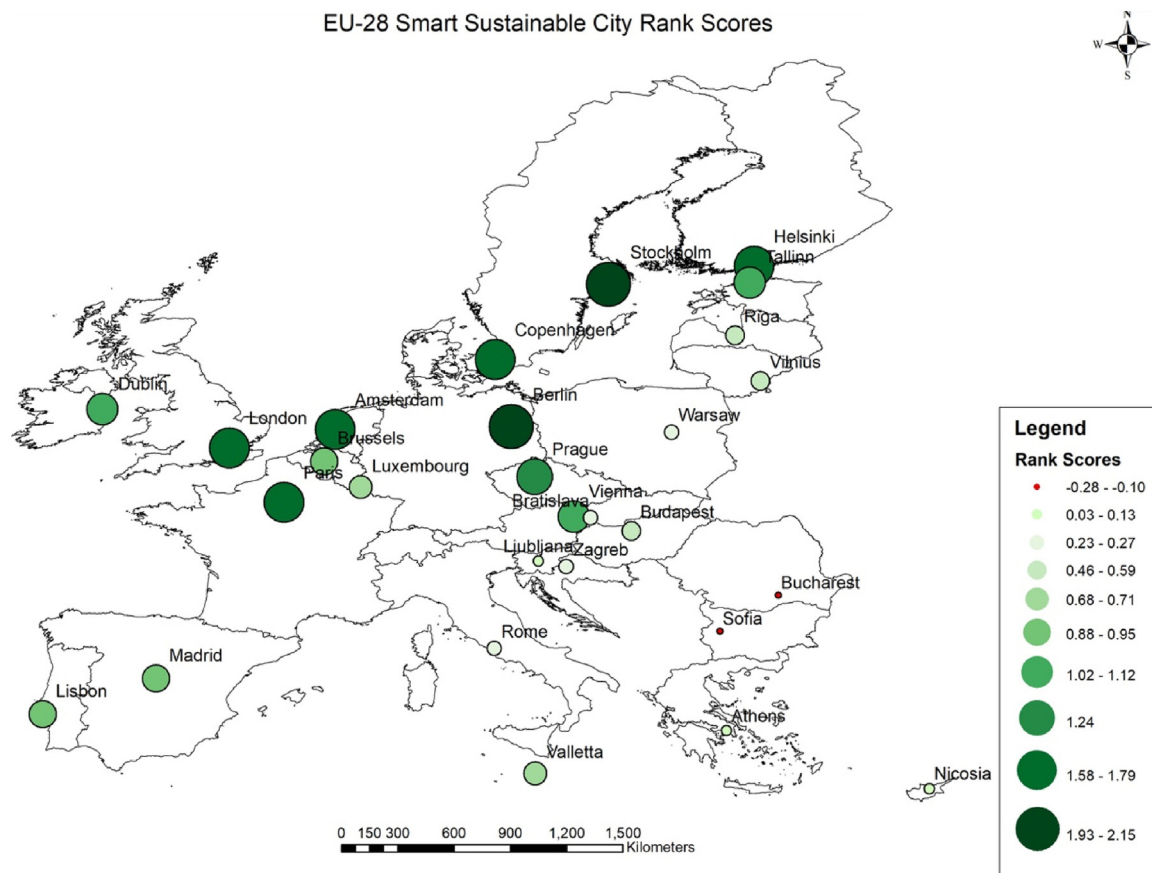 EU-28 Smart Sustainable City Rank Scores
N
W
E
S
Helsinki
Stockholm
Tallinn
Riga
Copenhagen
Vilnius
Dublin
Berlin
Amsterdam
London
Warsaw
Brussels
Prague
Paris
Luxembourg
Vienna
Bratislava
Budapest
Ljubljana
Zagreb
Bucharest
Sofia
Rome
Madrid
Lisbon
Athens
Valletta
Nicosia
Legend
Rank Scores
-0.28 - -0.10
0.03 - 0.13
0.23 - 0.27
0.46 - 0.59
0.68 - 0.71
0.88 - 0.95
1.02 - 1.12
1.24
1.58 - 1.79
1.93 - 2.15
0 150 300 600 900 1,200 1,500
Kilometers